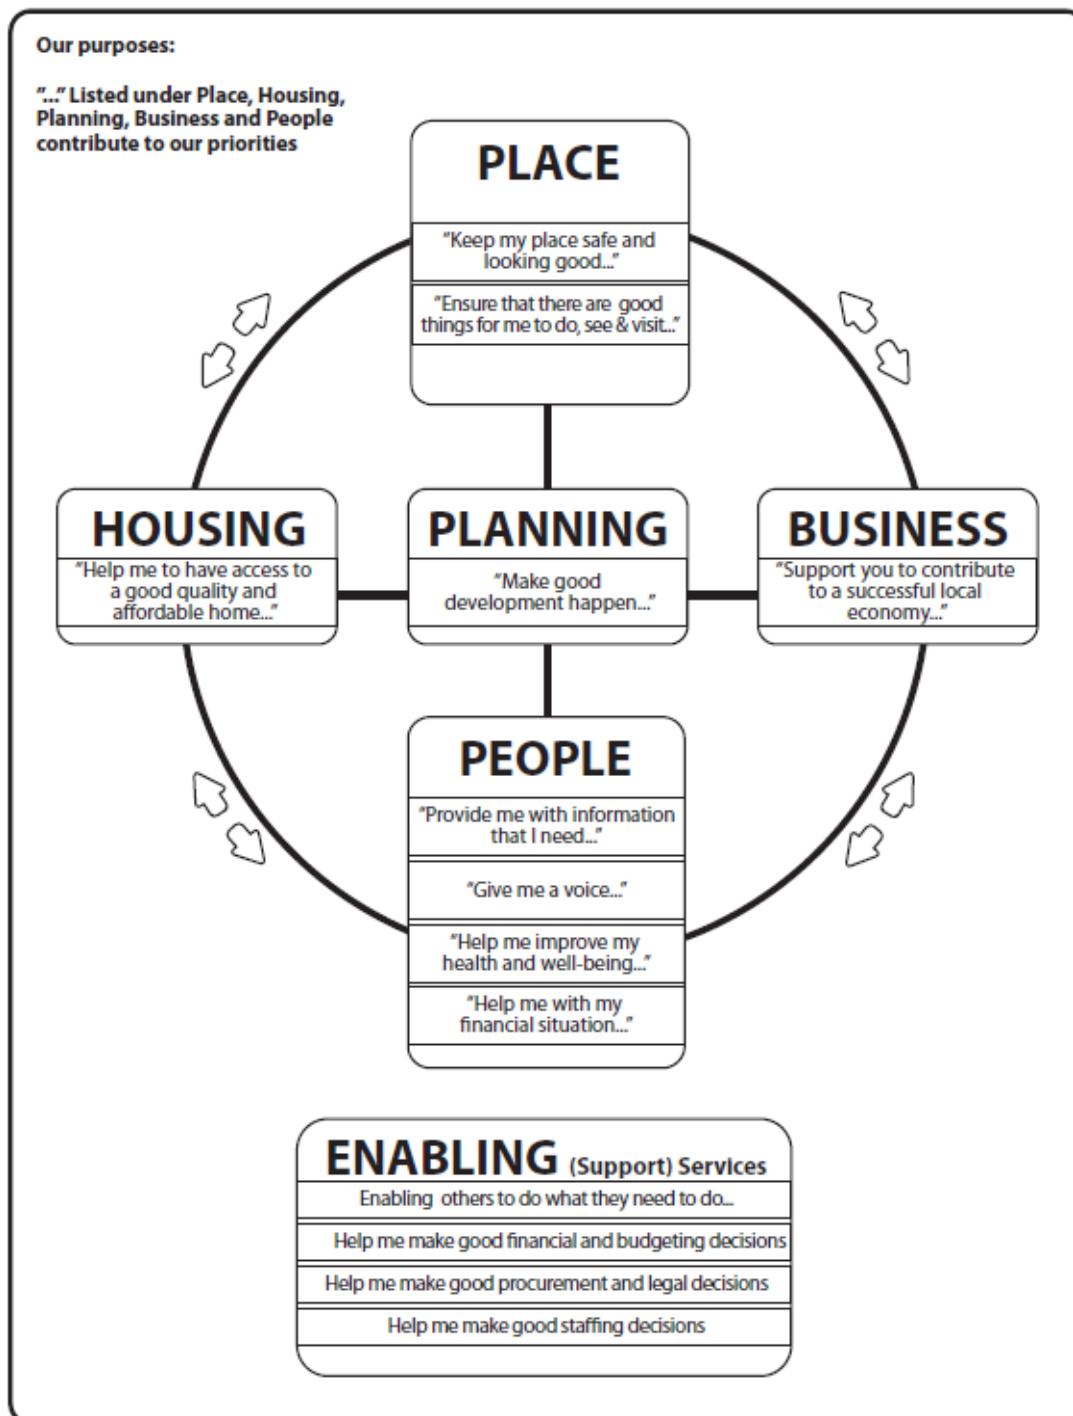 Our purposes:
"..." Listed under Place, Housing,
Planning, Business and People
contribute to our priorities
PLACE
"Keep my place safe and
looking good..."
"Ensure that there are good
things for me to do, see & visit..."
HOUSING
"Help me to have access to
a good quality and
affordable home..."
PLANNING
"Make good
development happen..."
BUSINESS
"Support you to contribute
to a successful local
economy..."
PEOPLE
"Provide me with information
that I need..."
"Give me a voice..."
"Help me improve my
health and well-being..."
"Help me with my
financial situation..."
ENABLING (Support) Services
Enabling others to do what they need to do...
Help me make good financial and budgeting decisions
Help me make good procurement and legal decisions
Help me make good staffing decisions